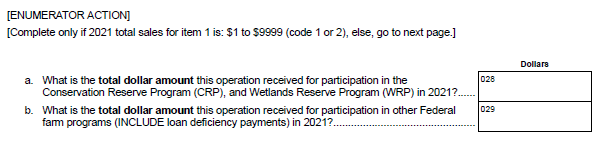 [ENUMERATOR ACTION]
[Complete only if 2021 total sales for item 1 is: $1 to $9999 (code 1 or 2), else, go to next page.]
Dollars
a. What is the total dollar amount this operation received for participation in the
Conservation Reserve Program (CRP), and Wetlands Reserve Program (WRP) in 2021?......
028
b. What is the total dollar amount this operation received for participation in other Federal
farm programs (INCLUDE loan deficiency payments) in 2021?..................................................
029